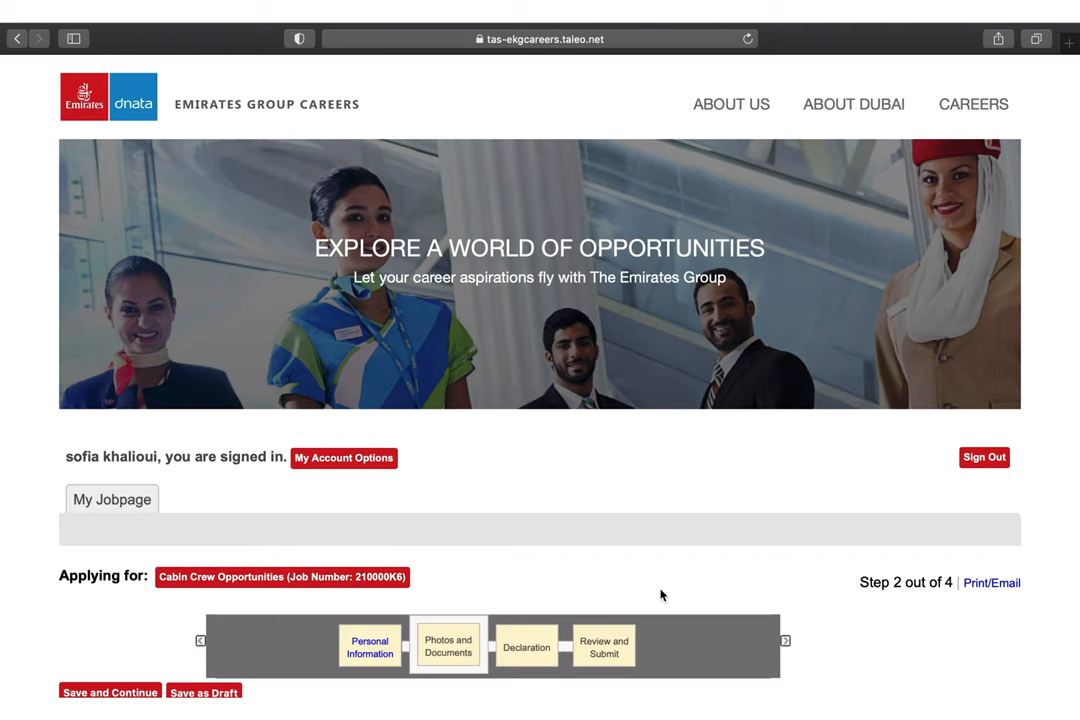 tas-ekgcareers.taleo.net
Emirates
dnata
EMIRATES GROUP CAREERS
ABOUT US
ABOUT DUBAI
CAREERS
EXPLORE A WORLD OF OPPORTUNITIES
Let your career aspirations fly with The Emirates Group
sofia khalioui, you are signed in.
My Account Options
Sign Out
My Jobpage
Applying for: Cabin Crew Opportunities (Job Number: 210000K6)
Step 2 out of 4 | Print/Email
Personal
Information
Photos and
Documents
Declaration
Review and
Submit
Save and Continue
Save as Draft